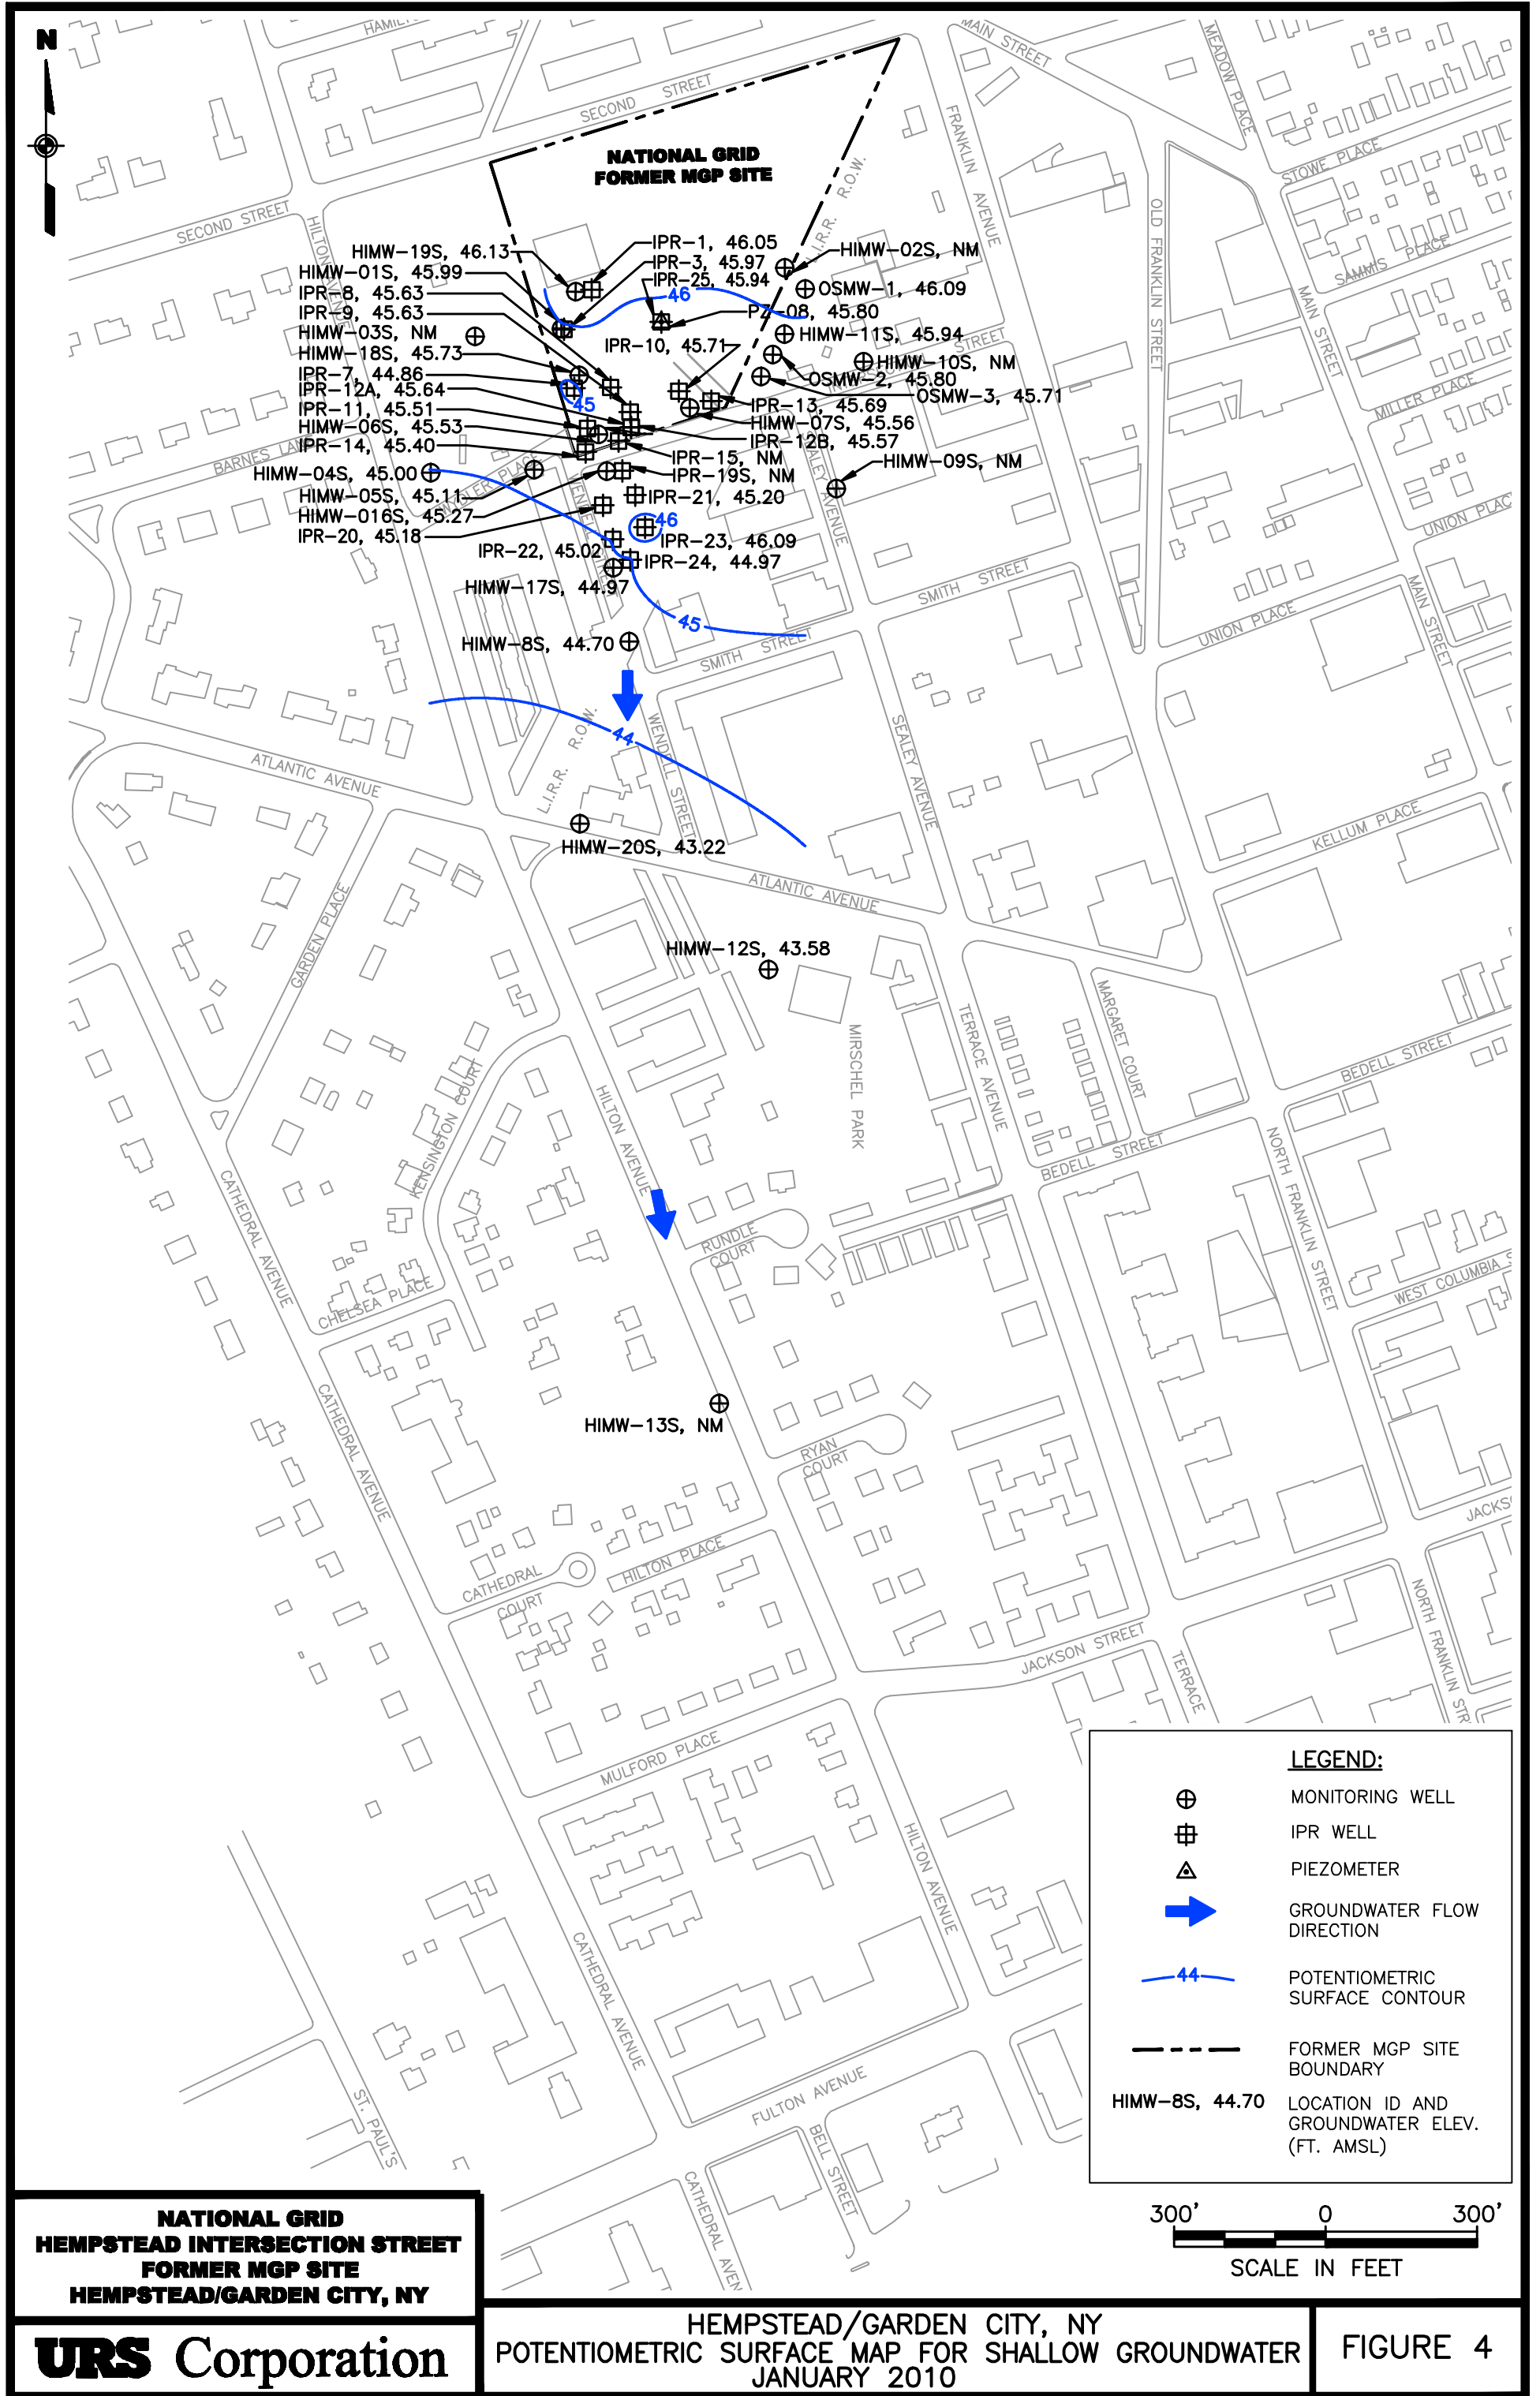 N
HAMIL
MAIN STREET
MEADOW PLACE
SECOND STREET
FRANKLIN AVENUE
STOWE PLACE
NATIONAL GRID
FORMER MGP SITE
L.I.R.R. R.O.W.
OLD FRANKLIN STREET
SECOND STREET
HILTON AVENUE
SAMMIS PLACE
MAIN STREET
HIMW-19S, 46.13
IPR-1, 46.05
HIMW-02S, NM
HIMW-01S, 45.99
IPR-3, 45.97
IPR-25, 45.94
IPR-8, 45.63
46
OSMW-1, 46.09
IPR-9, 45.63
PZ-08, 45.80
HIMW-03S, NM
HIMW-11S, 45.94
HIMW-18S, 45.73
IPR-10, 45.71
HIMW-10S, NM
IPR-7, 44.86
OSMW-2, 45.80
IPR-12A, 45.64
OSMW-3, 45.71
45
IPR-11, 45.51
IPR-13, 45.69
HIMW-06S, 45.53
HIMW-07S, 45.56
IPR-14, 45.40
IPR-12B, 45.57
MILLER PLACE
BARNES LA
IPR-15, NM
HIMW-04S, 45.00
IPR-19S, NM
HIMW-09S, NM
HIMW-05S, 45.11
IPR-21, 45.20
HIMW-016S, 45.27
46
IPR-20, 45.18
IPR-23, 46.09
SEALEY AVENUE
UNION PLAC
IPR-22, 45.02
IPR-24, 44.97
HIMW-17S, 44.97
SMITH STREET
MAIN STREET
45
UNION PLACE
HIMW-8S, 44.70
SMITH STREET
WENDELL STREET
44
SEALEY AVENUE
L.I.R.R. R.O.W.
ATLANTIC AVENUE
KELLUM PLACE
HIMW-20S, 43.22
ATLANTIC AVENUE
GARDEN PLACE
HIMW-12S, 43.58
MIRSCHEL PARK
TERRACE AVENUE
MARGARET COURT
BEDELL STREET
KENSINGTON COURT
HILTON AVENUE
BEDELL STREET
NORTH FRANKLIN STREET
CATHEDRAL AVENUE
RUNDLE
COURT
WEST COLUMBIA S
CHELSEA PLACE
CATHEDRAL AVENUE
HIMW-13S, NM
RYAN
COURT
JACKS
HILTON PLACE
CATHEDRAL
COURT
JACKSON STREET
TERRACE
NORTH FRANKLIN STR
MULFORD PLACE
HILTON AVENUE
CATHEDRAL AVENUE
FULTON AVENUE
ST. PAUL'S
BELL STREET
CATHEDRAL AVEN
LEGEND:
MONITORING WELL
IPR WELL
PIEZOMETER
GROUNDWATER FLOW
DIRECTION
44
POTENTIOMETRIC
SURFACE CONTOUR
FORMER MGP SITE
BOUNDARY
HIMW-8S, 44.70
LOCATION ID AND
GROUNDWATER ELEV.
(FT. AMSL)
300' 0 300'
SCALE IN FEET
NATIONAL GRID
HEMPSTEAD INTERSECTION STREET
FORMER MGP SITE
HEMPSTEAD/GARDEN CITY, NY
URS Corporation
HEMPSTEAD/GARDEN CITY, NY
POTENTIOMETRIC SURFACE MAP FOR SHALLOW GROUNDWATER
JANUARY 2010
FIGURE 4